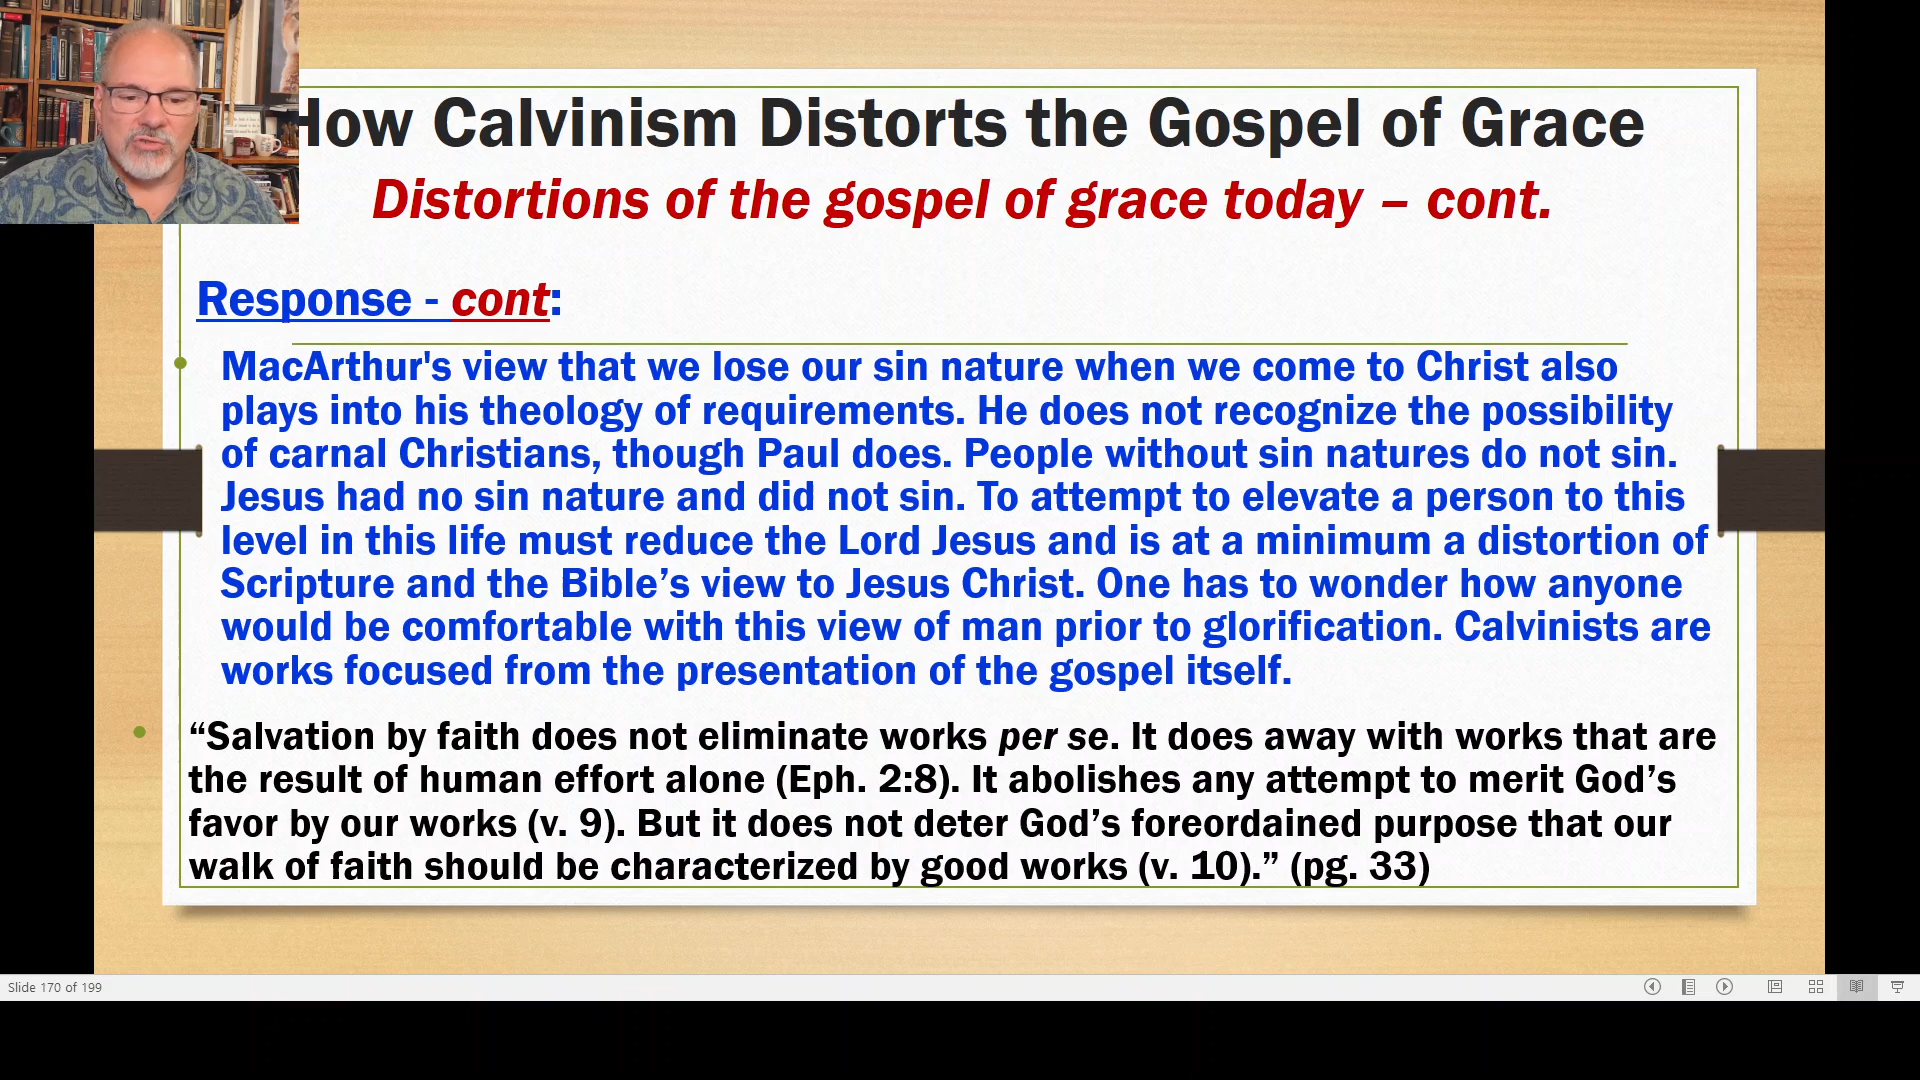 How Calvinism Distorts the Gospel of Grace
Distortions of the gospel of grace today – cont.
Response - cont:
MacArthur's view that we lose our sin nature when we come to Christ also
plays into his theology of requirements. He does not recognize the possibility
of carnal Christians, though Paul does. People without sin natures do not sin.
Jesus had no sin nature and did not sin. To attempt to elevate a person to this
level in this life must reduce the Lord Jesus and is at a minimum a distortion of
Scripture and the Bible’s view to Jesus Christ. One has to wonder how anyone
would be comfortable with this view of man prior to glorification. Calvinists are
works focused from the presentation of the gospel itself.
“Salvation by faith does not eliminate works per se. It does away with works that are
the result of human effort alone (Eph. 2:8). It abolishes any attempt to merit God’s
favor by our works (v. 9). But it does not deter God’s foreordained purpose that our
walk of faith should be characterized by good works (v. 10).” (pg. 33)
Slide 170 of 199